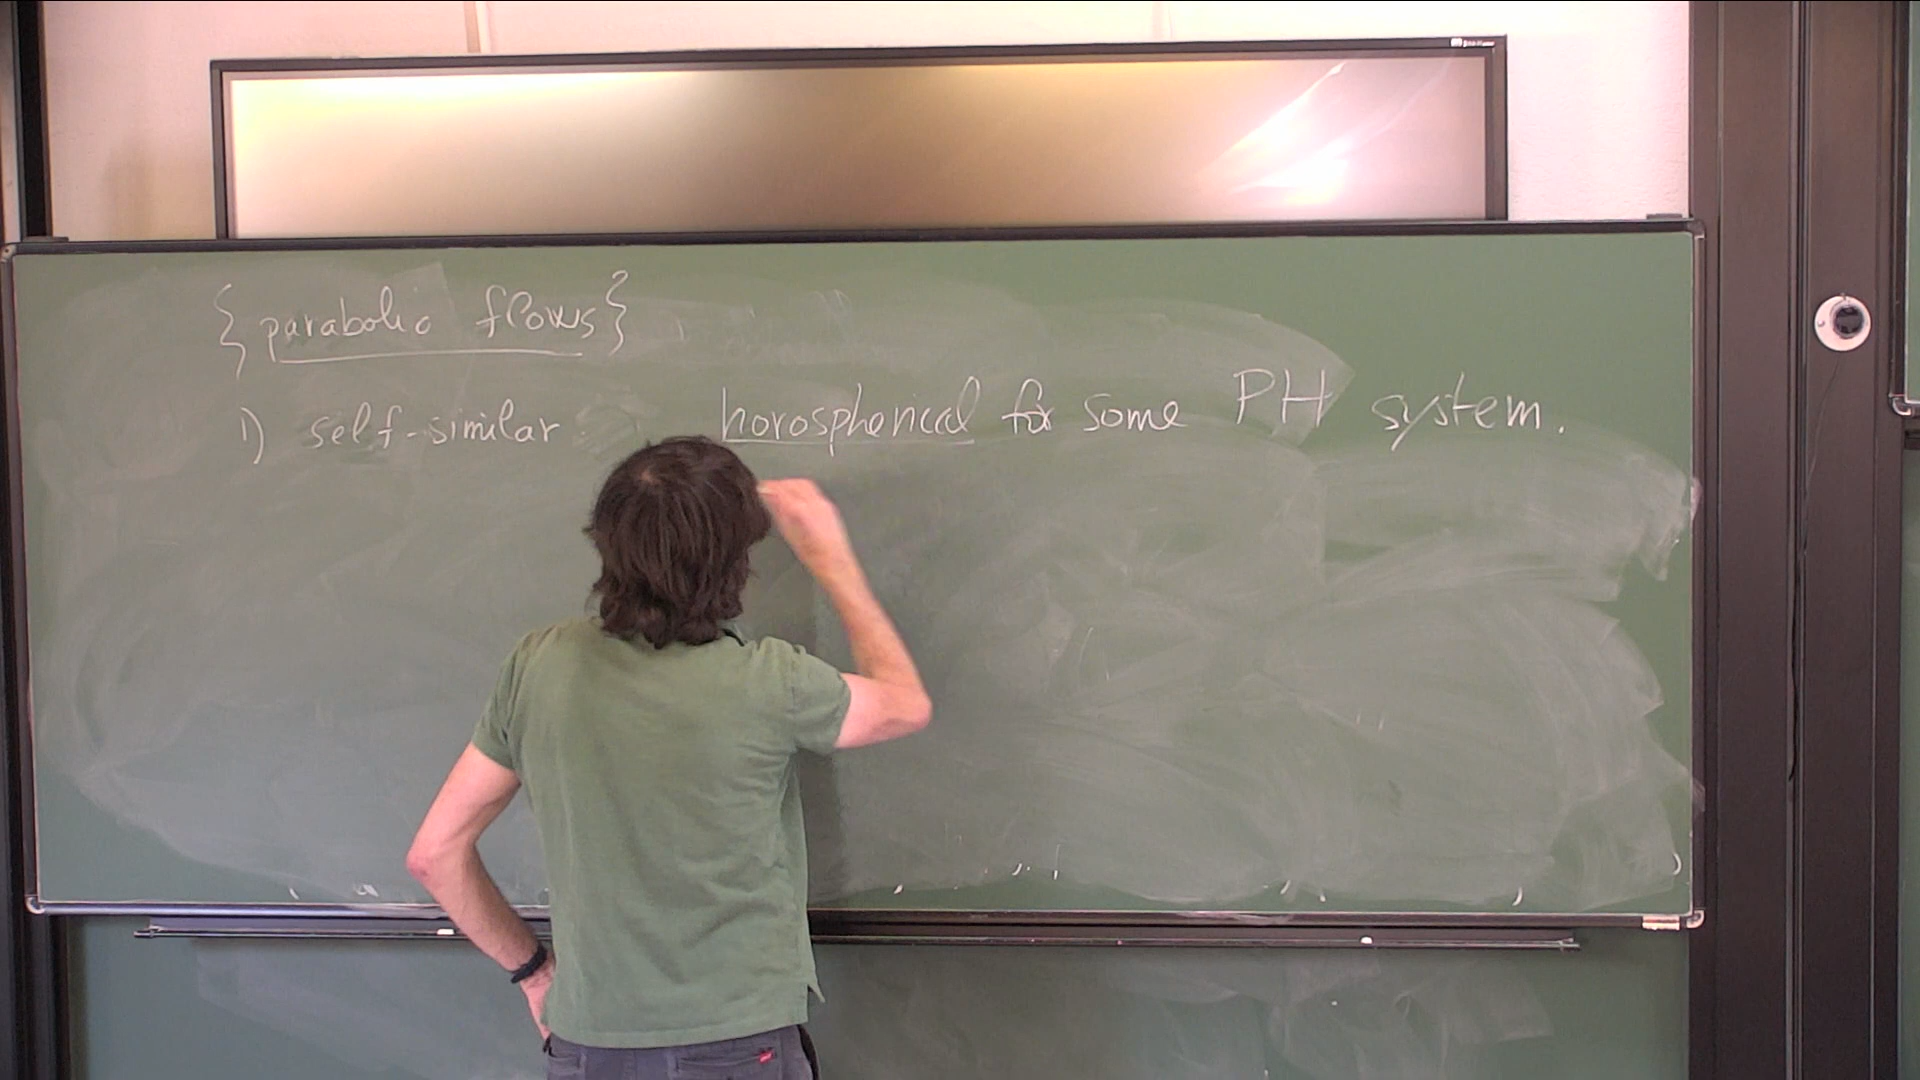 {parabolic flows}
1) self-similar horospherical for some PH system.